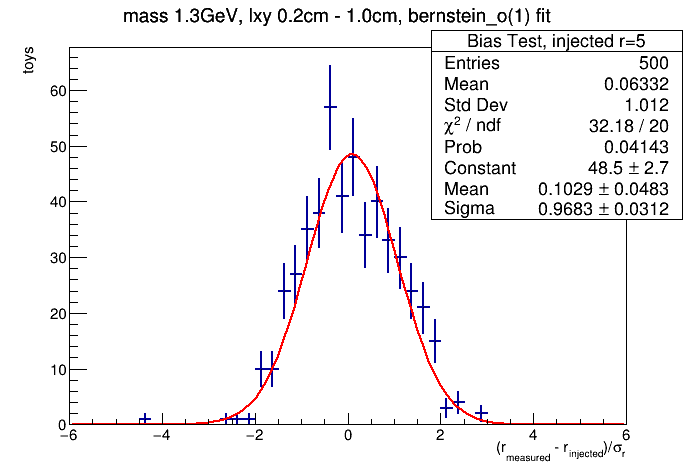 mass 1.3GeV, lxy 0.2cm - 1.0cm, bernstein_o(1) fit
Bias Test, injected r=5
Entries 500
Mean 0.06332
Std Dev 1.012
χ² / ndf 32.18 / 20
Prob 0.04143
Constant 48.5 ± 2.7
Mean 0.1029 ± 0.0483
Sigma 0.9683 ± 0.0312
toys
60
50
40
30
20
10
0
−6 −4 −2 0 2 4 6
(r_measured - r_injected)/σ_r